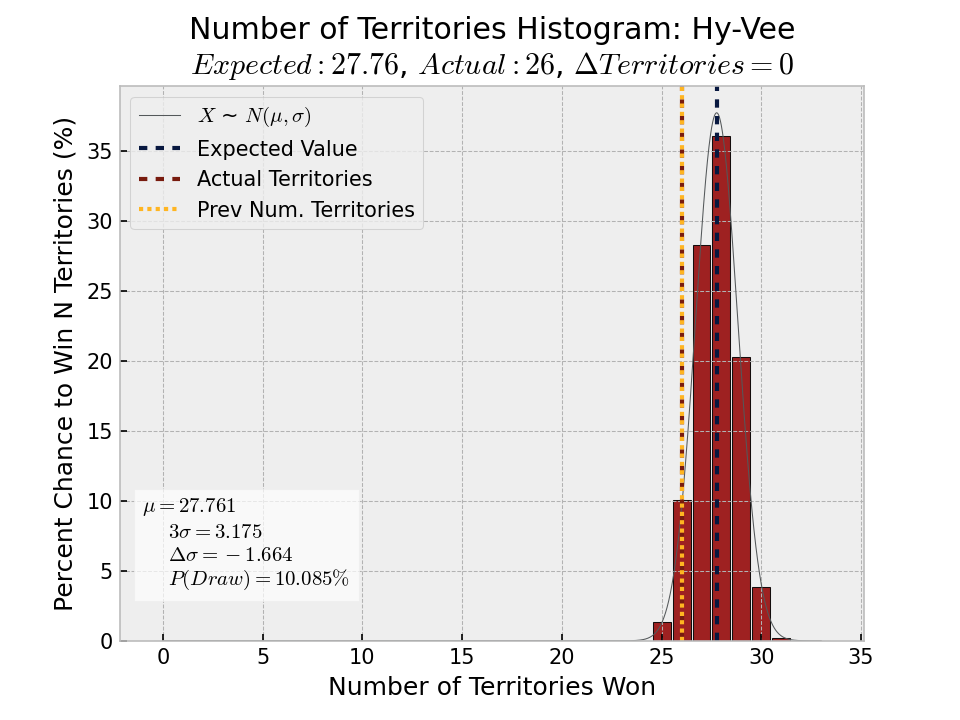 Number of Territories Histogram: Hy-Vee
Expected : 27.76, Actual : 26, ΔTerritories = 0
X ~ N(μ, σ)
Expected Value
Actual Territories
Prev Num. Territories
Percent Chance to Win N Territories (%)
35
30
25
20
15
10
5
0
μ = 27.761
3σ = 3.175
Δσ = −1.664
P(Draw) = 10.085%
0 5 10 15 20 25 30 35
Number of Territories Won